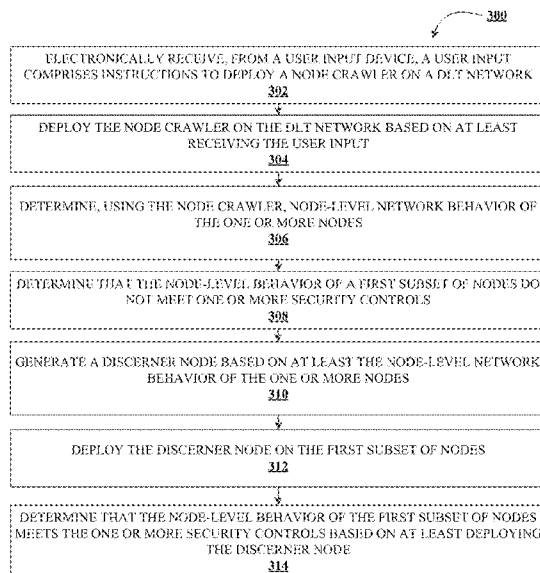 300
ELECTRONICALLY RECEIVE, FROM A USER INPUT DEVICE, A USER INPUT
COMPRISES INSTRUCTIONS TO DEPLOY A NODE CRAWLER ON A DLT NETWORK
302
DEPLOY THE NODE CRAWLER ON THE DLT NETWORK BASED ON AT LEAST
RECEIVING THE USER INPUT
304
DETERMINE, USING THE NODE CRAWLER, NODE-LEVEL NETWORK BEHAVIOR OF
THE ONE OR MORE NODES
306
DETERMINE THAT THE NODE-LEVEL BEHAVIOR OF A FIRST SUBSET OF NODES DO
NOT MEET ONE OR MORE SECURITY CONTROLS
308
GENERATE A DISCERNER NODE BASED ON AT LEAST THE NODE-LEVEL NETWORK
BEHAVIOR OF THE ONE OR MORE NODES
310
DEPLOY THE DISCERNER NODE ON THE FIRST SUBSET OF NODES
312
DETERMINE THAT THE NODE-LEVEL BEHAVIOR OF THE FIRST SUBSET OF NODES
MEETS THE ONE OR MORE SECURITY CONTROLS BASED ON AT LEAST DEPLOYING
THE DISCERNER NODE
314